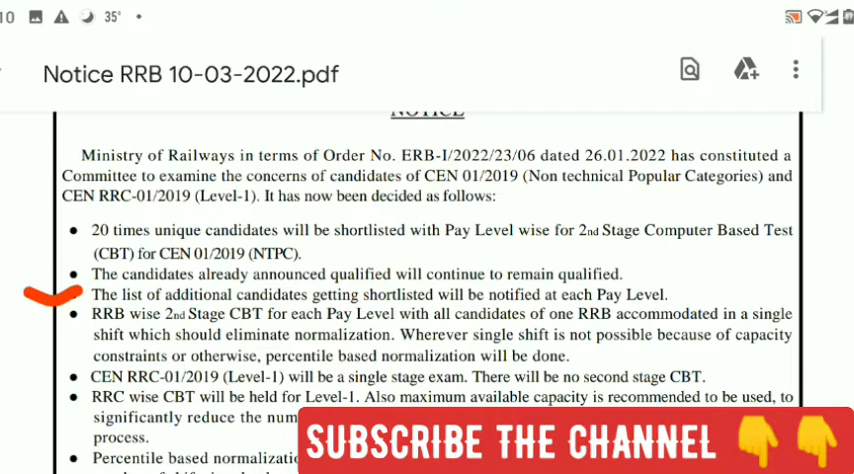 10 35°
Notice RRB 10-03-2022.pdf
NOTICE
Ministry of Railways in terms of Order No. ERB-I/2022/23/06 dated 26.01.2022 has constituted a
Committee to examine the concerns of candidates of CEN 01/2019 (Non technical Popular Categories) and
CEN RRC-01/2019 (Level-1). It has now been decided as follows:
• 20 times unique candidates will be shortlisted with Pay Level wise for 2nd Stage Computer Based Test
(CBT) for CEN 01/2019 (NTPC).
• The candidates already announced qualified will continue to remain qualified.
• The list of additional candidates getting shortlisted will be notified at each Pay Level.
• RRB wise 2nd Stage CBT for each Pay Level with all candidates of one RRB accommodated in a single
shift which should eliminate normalization. Wherever single shift is not possible because of capacity
constraints or otherwise, percentile based normalization will be done.
• CEN RRC-01/2019 (Level-1) will be a single stage exam. There will be no second stage CBT.
• RRC wise CBT will be held for Level-1. Also maximum available capacity is recommended to be used, to
significantly reduce the num
process.
• Percentile based normalizatio
SUBSCRIBE THE CHANNEL